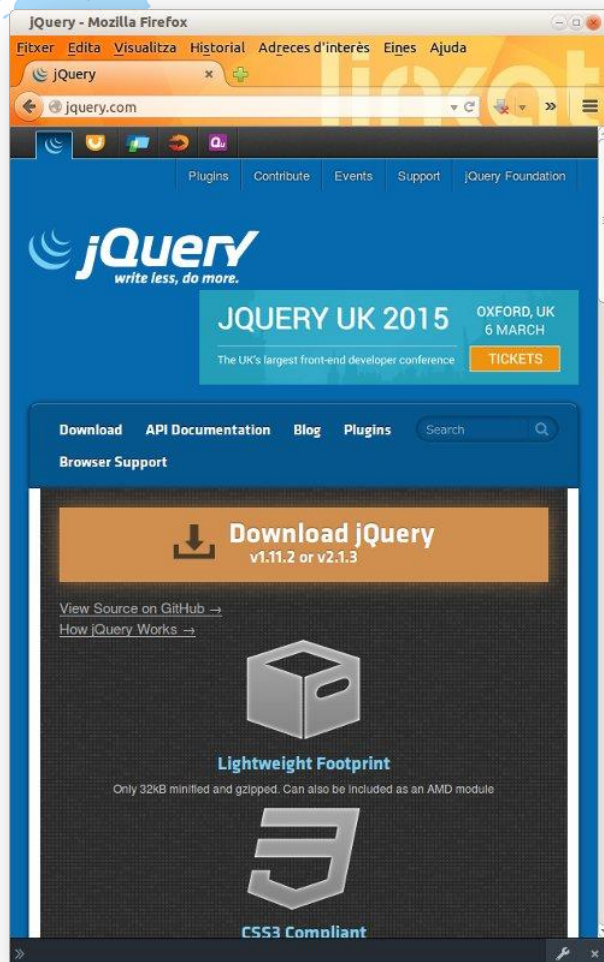 jQuery - Mozilla Firefox
Fitxer Edita Visualitza Historial Adreces d'interès Eines Ajuda
jQuery
jquery.com
linkat
Qu
Plugins Contribute Events Support jQuery Foundation
jQuery
write less, do more.
JQUERY UK 2015
OXFORD, UK
6 MARCH
The UK's largest front-end developer conference
TICKETS
Download API Documentation Blog Plugins Search
Browser Support
Download jQuery
v1.11.2 or v2.1.3
View Source on GitHub →
How jQuery Works →
Lightweight Footprint
Only 32kB minified and gzipped. Can also be included as an AMD module
CSS3 Compliant